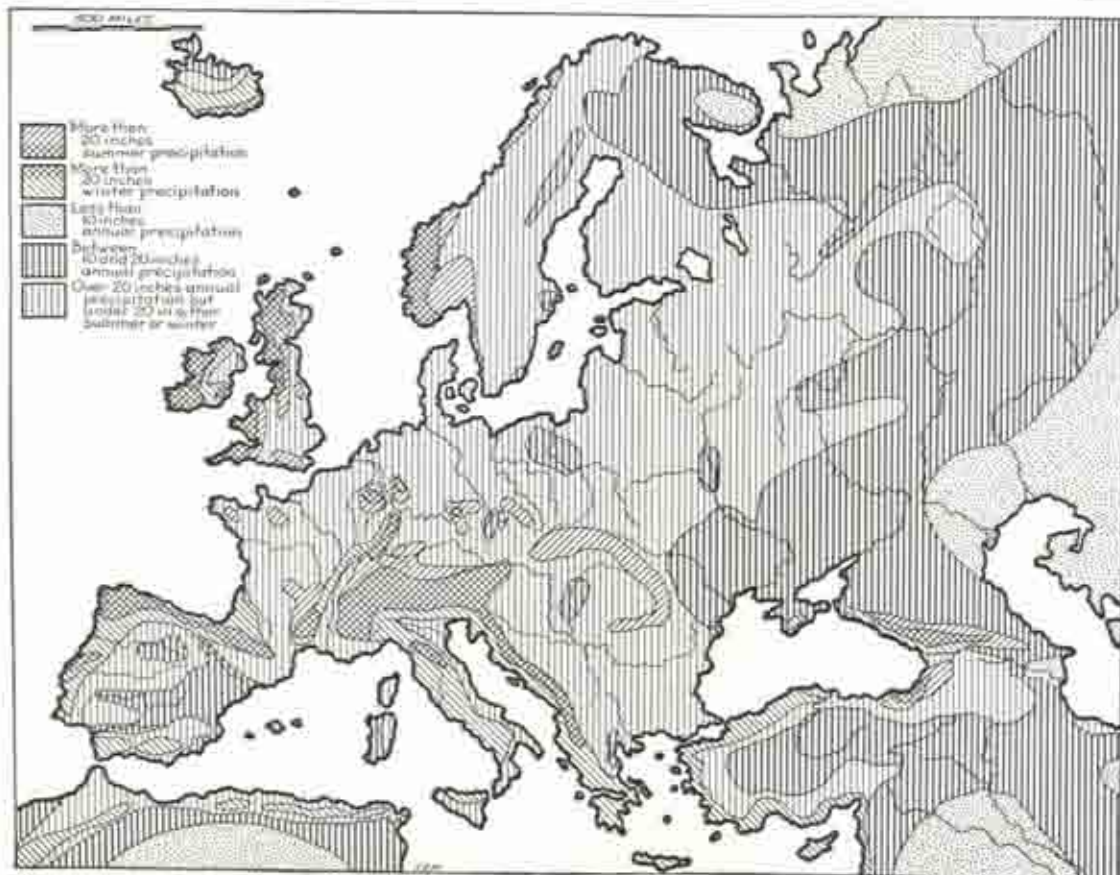 MILES
More than
20 inches
summer precipitation
More than
20 inches
winter precipitation
Less than
10 inches
annual precipitation
Between
10 and 20 inches
annual precipitation
Over 20 inches annual
precipitation but
under 20 in either
summer or winter